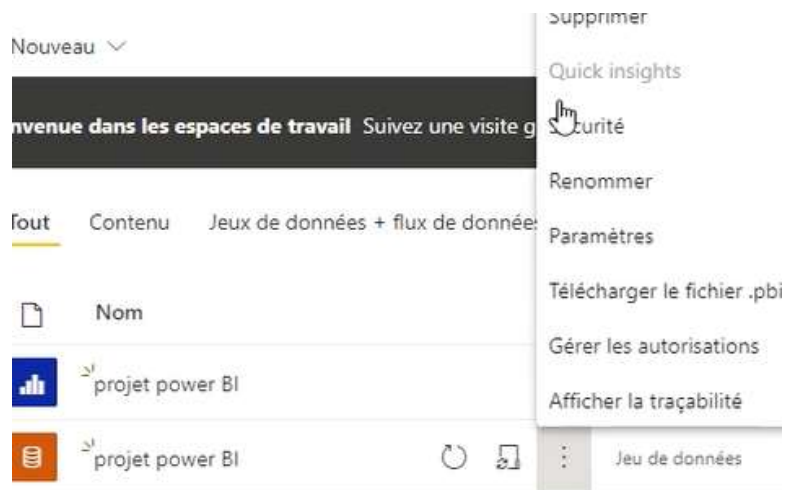 Supprimer
Nouveau
Quick insights
nvenue dans les espaces de travail Suivez une visite g
Renommer
Tout Contenu Jeux de données + flux de données
Paramètres
Télécharger le fichier .pbi
Nom
Gérer les autorisations
projet power BI
Afficher la traçabilité
projet power BI Jeu de données